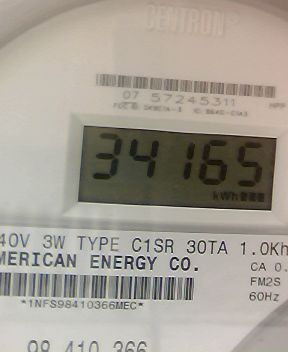 CENTRON®
07 57245311
34165
kWh
40V 3W TYPE C1SR 30TA 1.0Kh
MERICAN ENERGY CO.
CA 0.
FM2S
60Hz
*1NFS98410366MEC*
98 410 366